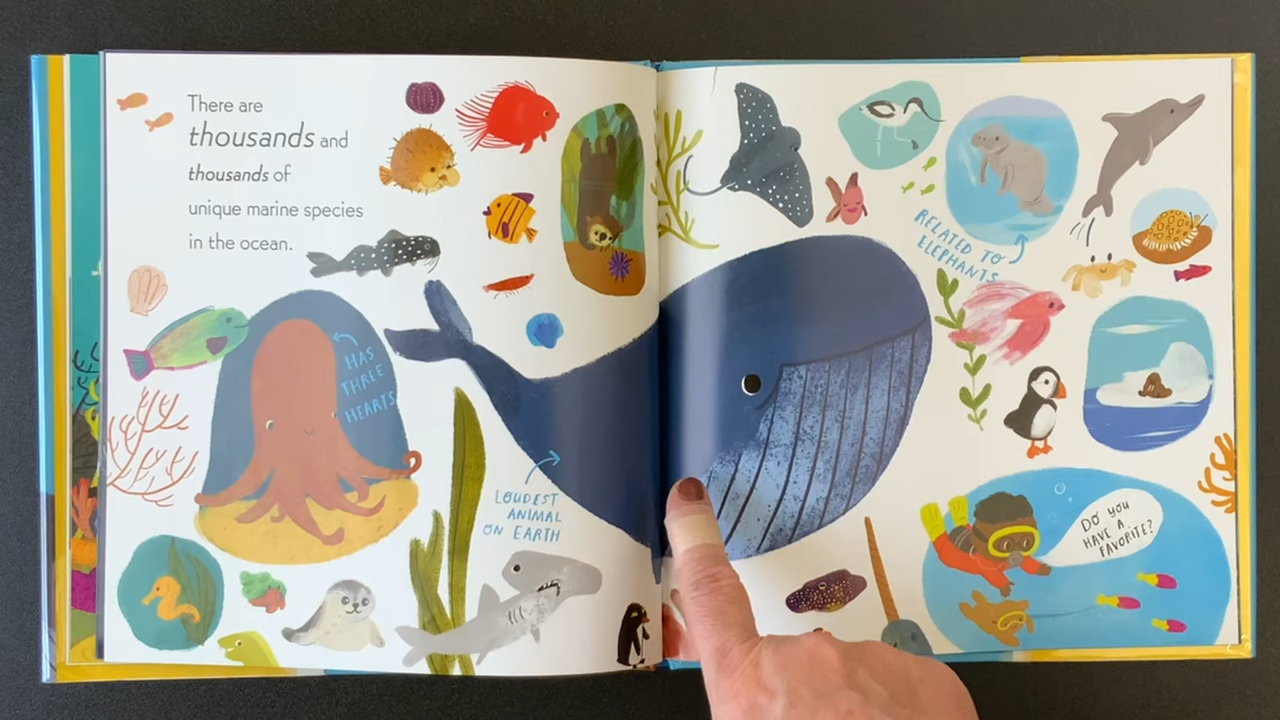 There are
thousands and
thousands of
unique marine species
in the ocean.
HAS
THREE
HEARTS
LOUDEST
ANIMAL
ON EARTH
RELATED TO
ELEPHANTS
DO YOU
HAVE A
FAVORITE?